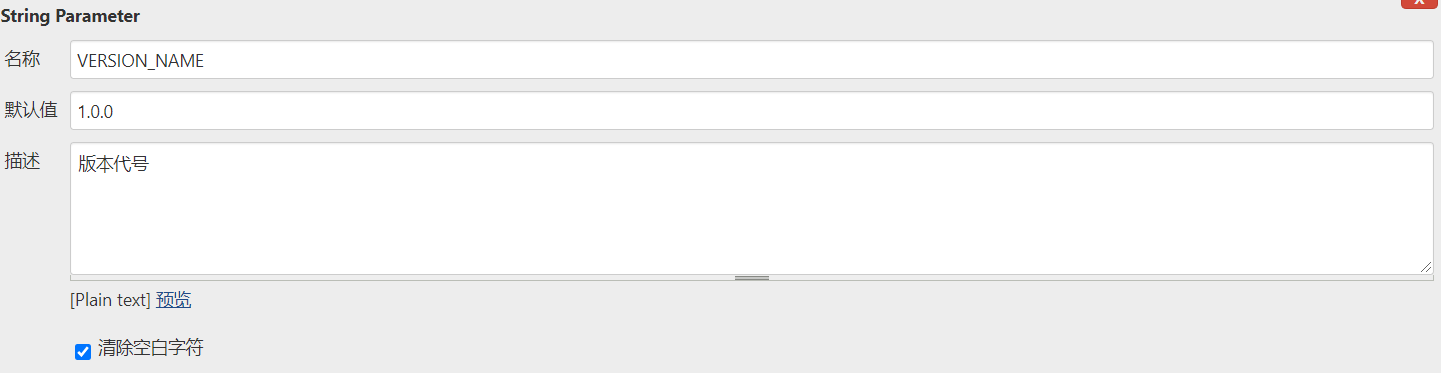 String Parameter
X
名称
VERSION_NAME
默认值
1.0.0
描述
版本代号
[Plain text] 预览
清除空白字符